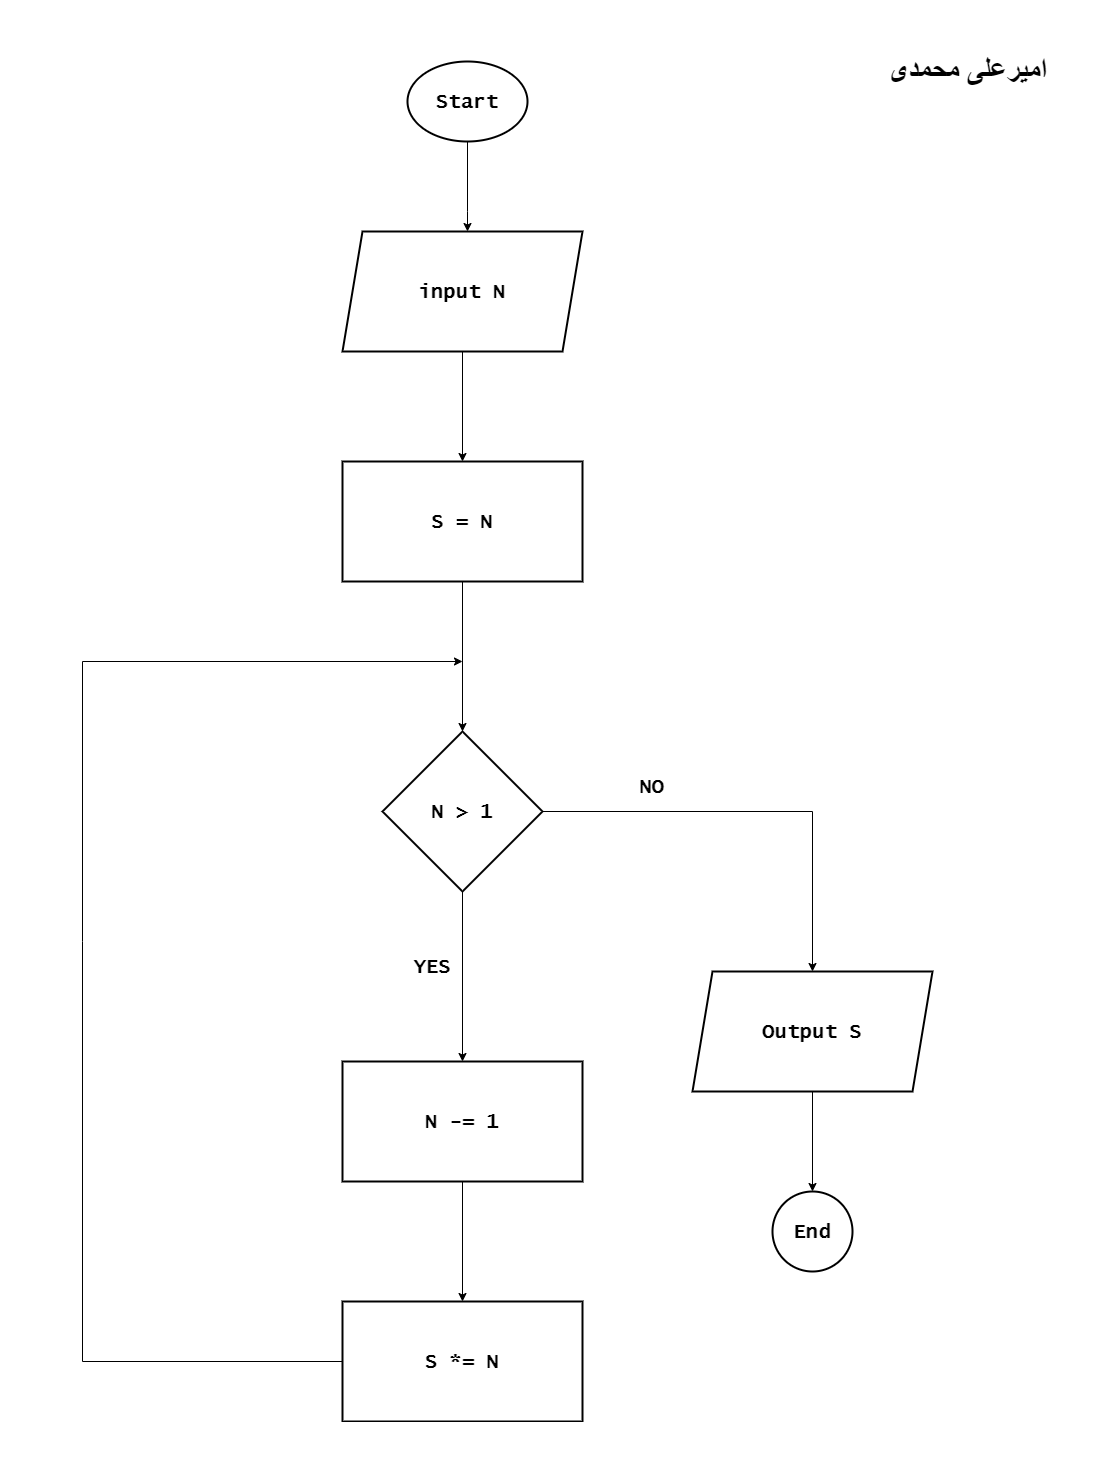 امیرعلی محمدی
Start
input N
S = N
N > 1
NO
YES
Output S
N -= 1
End
S *= N